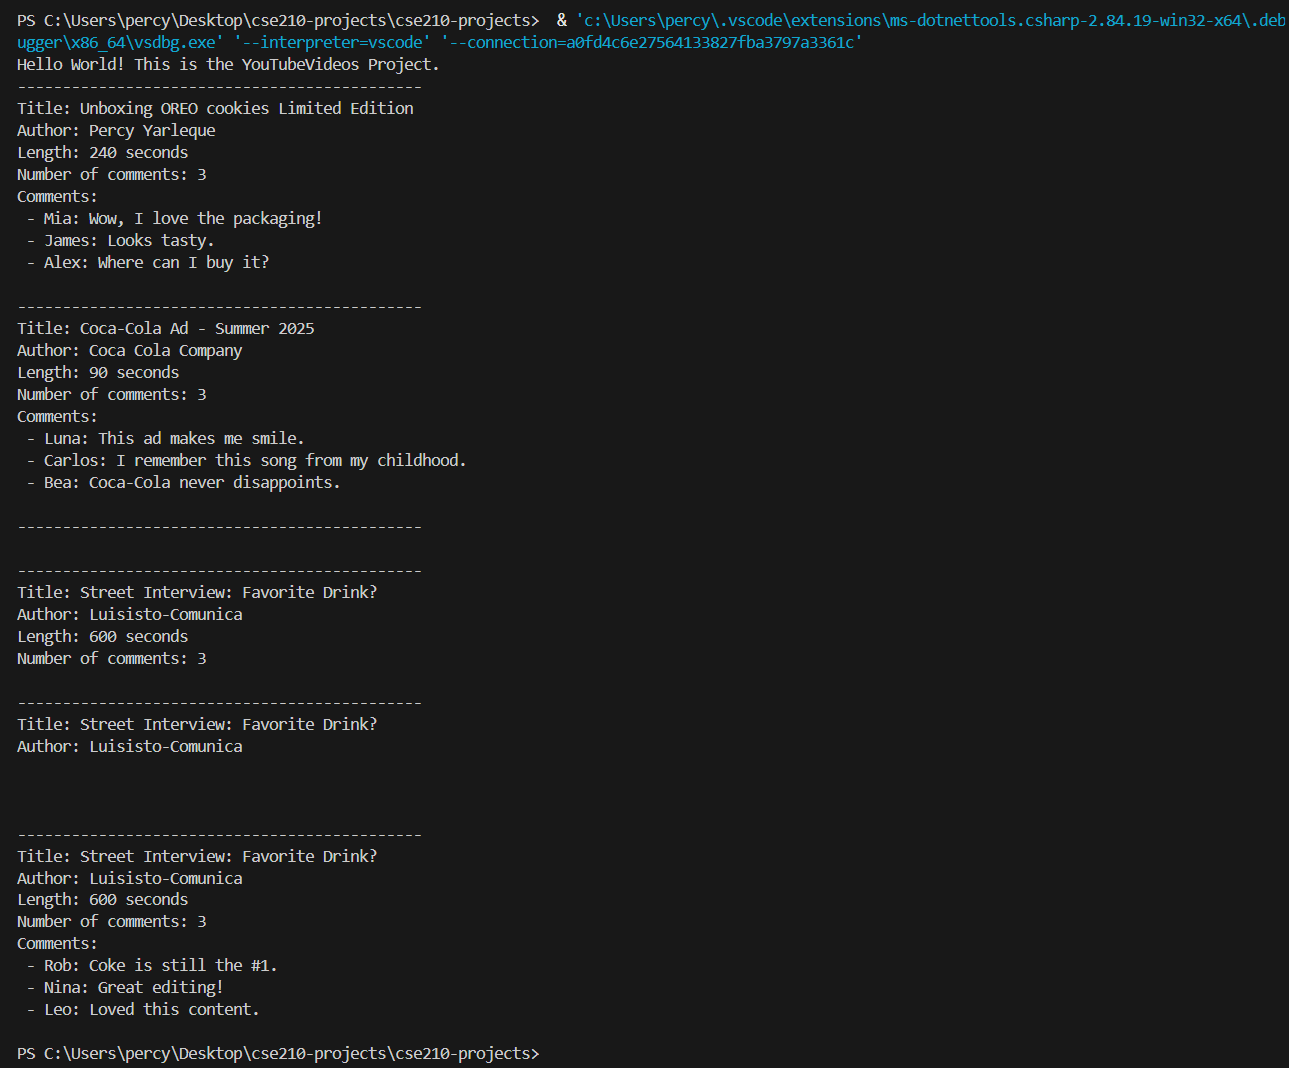 PS C:\Users\percy\Desktop\cse210-projects\cse210-projects>  & 'c:\Users\percy\.vscode\extensions\ms-dotnettools.csharp-2.84.19-win32-x64\.deb
ugger\x86_64\vsdbg.exe' '--interpreter=vscode' '--connection=a0fd4c6e27564133827fba3797a3361c'
Hello World! This is the YouTubeVideos Project.
---------------------------------------------
Title: Unboxing OREO cookies Limited Edition
Author: Percy Yarleque
Length: 240 seconds
Number of comments: 3
Comments:
 - Mia: Wow, I love the packaging!
 - James: Looks tasty.
 - Alex: Where can I buy it?

---------------------------------------------
Title: Coca-Cola Ad - Summer 2025
Author: Coca Cola Company
Length: 90 seconds
Number of comments: 3
Comments:
 - Luna: This ad makes me smile.
 - Carlos: I remember this song from my childhood.
 - Bea: Coca-Cola never disappoints.

---------------------------------------------

---------------------------------------------
Title: Street Interview: Favorite Drink?
Author: Luisisto-Comunica
Length: 600 seconds
Number of comments: 3

---------------------------------------------
Title: Street Interview: Favorite Drink?
Author: Luisisto-Comunica

---------------------------------------------
Title: Street Interview: Favorite Drink?
Author: Luisisto-Comunica
Length: 600 seconds
Number of comments: 3
Comments:
 - Rob: Coke is still the #1.
 - Nina: Great editing!
 - Leo: Loved this content.

PS C:\Users\percy\Desktop\cse210-projects\cse210-projects>